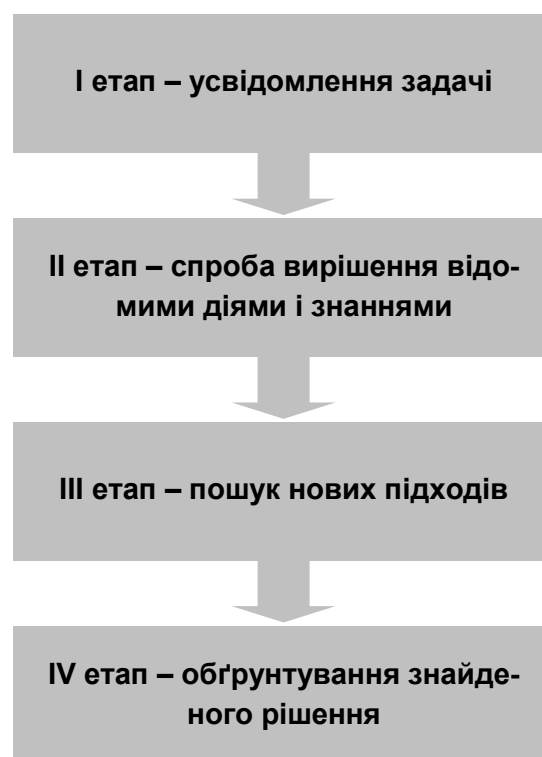 I етап – усвідомлення задачі
II етап – спроба вирішення відо-
мими діями і знаннями
III етап – пошук нових підходів
IV етап – обґрунтування знайде-
ного рішення